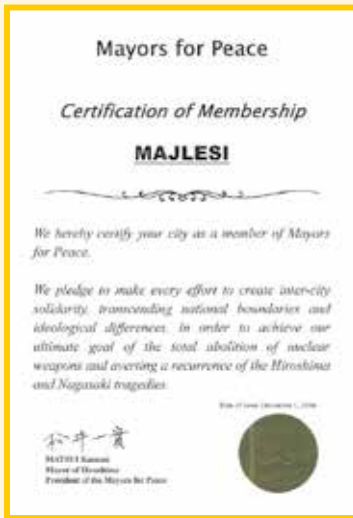 Mayors for Peace
Certification of Membership
MAJLESI
We hereby certify your city as a member of Mayors
for Peace.
We pledge to make every effort to create inter-city
solidarity, transcending national boundaries and
ideological differences, in order to achieve our
ultimate goal of the total abolition of nuclear
weapons and averting a recurrence of the Hiroshima
and Nagasaki tragedies.
松井一實
MATSUI Kazumi
Mayor of Hiroshima
President of the Mayors for Peace